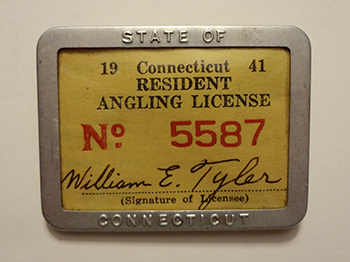 STATE OF
19 Connecticut 41
RESIDENT
ANGLING LICENSE
No. 5587
William E. Tyler
(Signature of Licensee)
CONNECTICUT